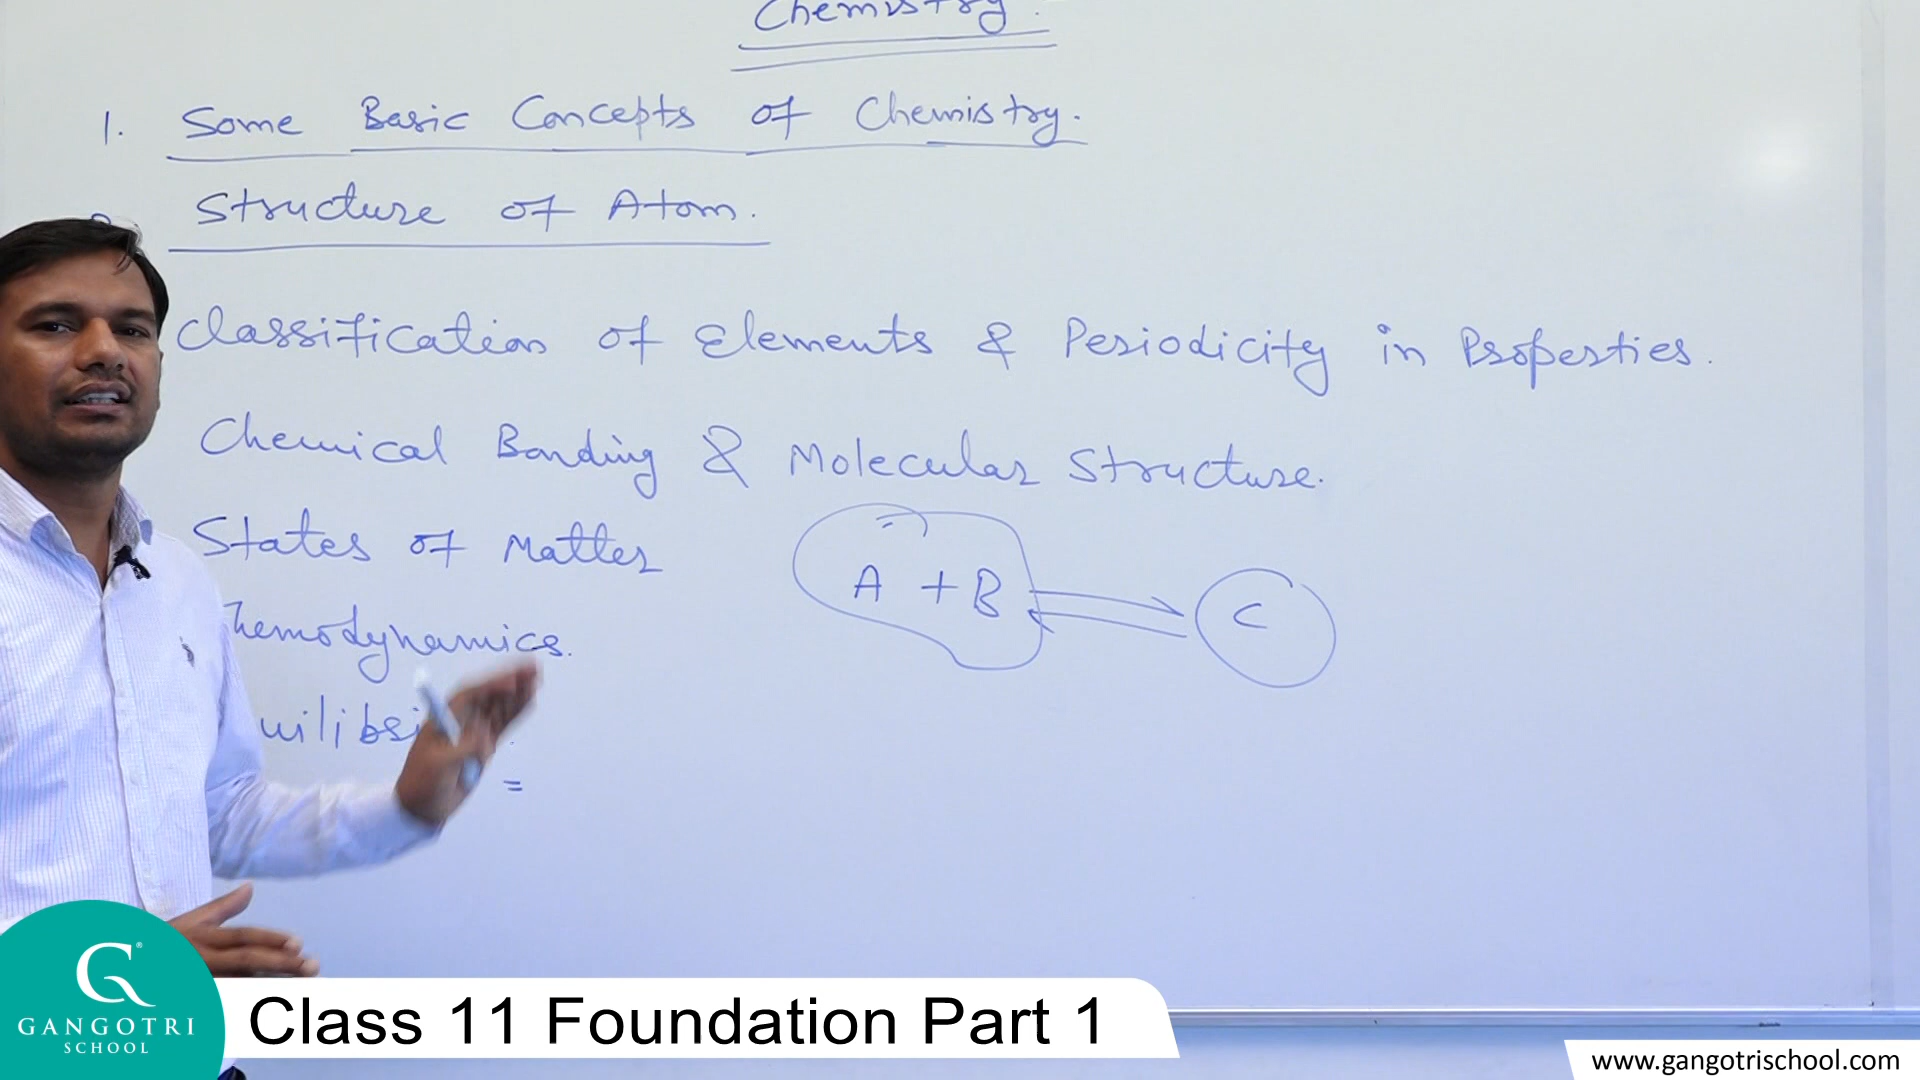 Chemistry.
1. Some Basic Concepts of Chemistry.
Structure of Atom.
Classification of Elements & Periodicity in Properties.
Chemical Bonding & Molecular Structure.
States of Matter
A + B ⇌ C
hemodynamics.
uilibri
=
G®
GANGOTRI
SCHOOL
Class 11 Foundation Part 1
www.gangotrischool.com